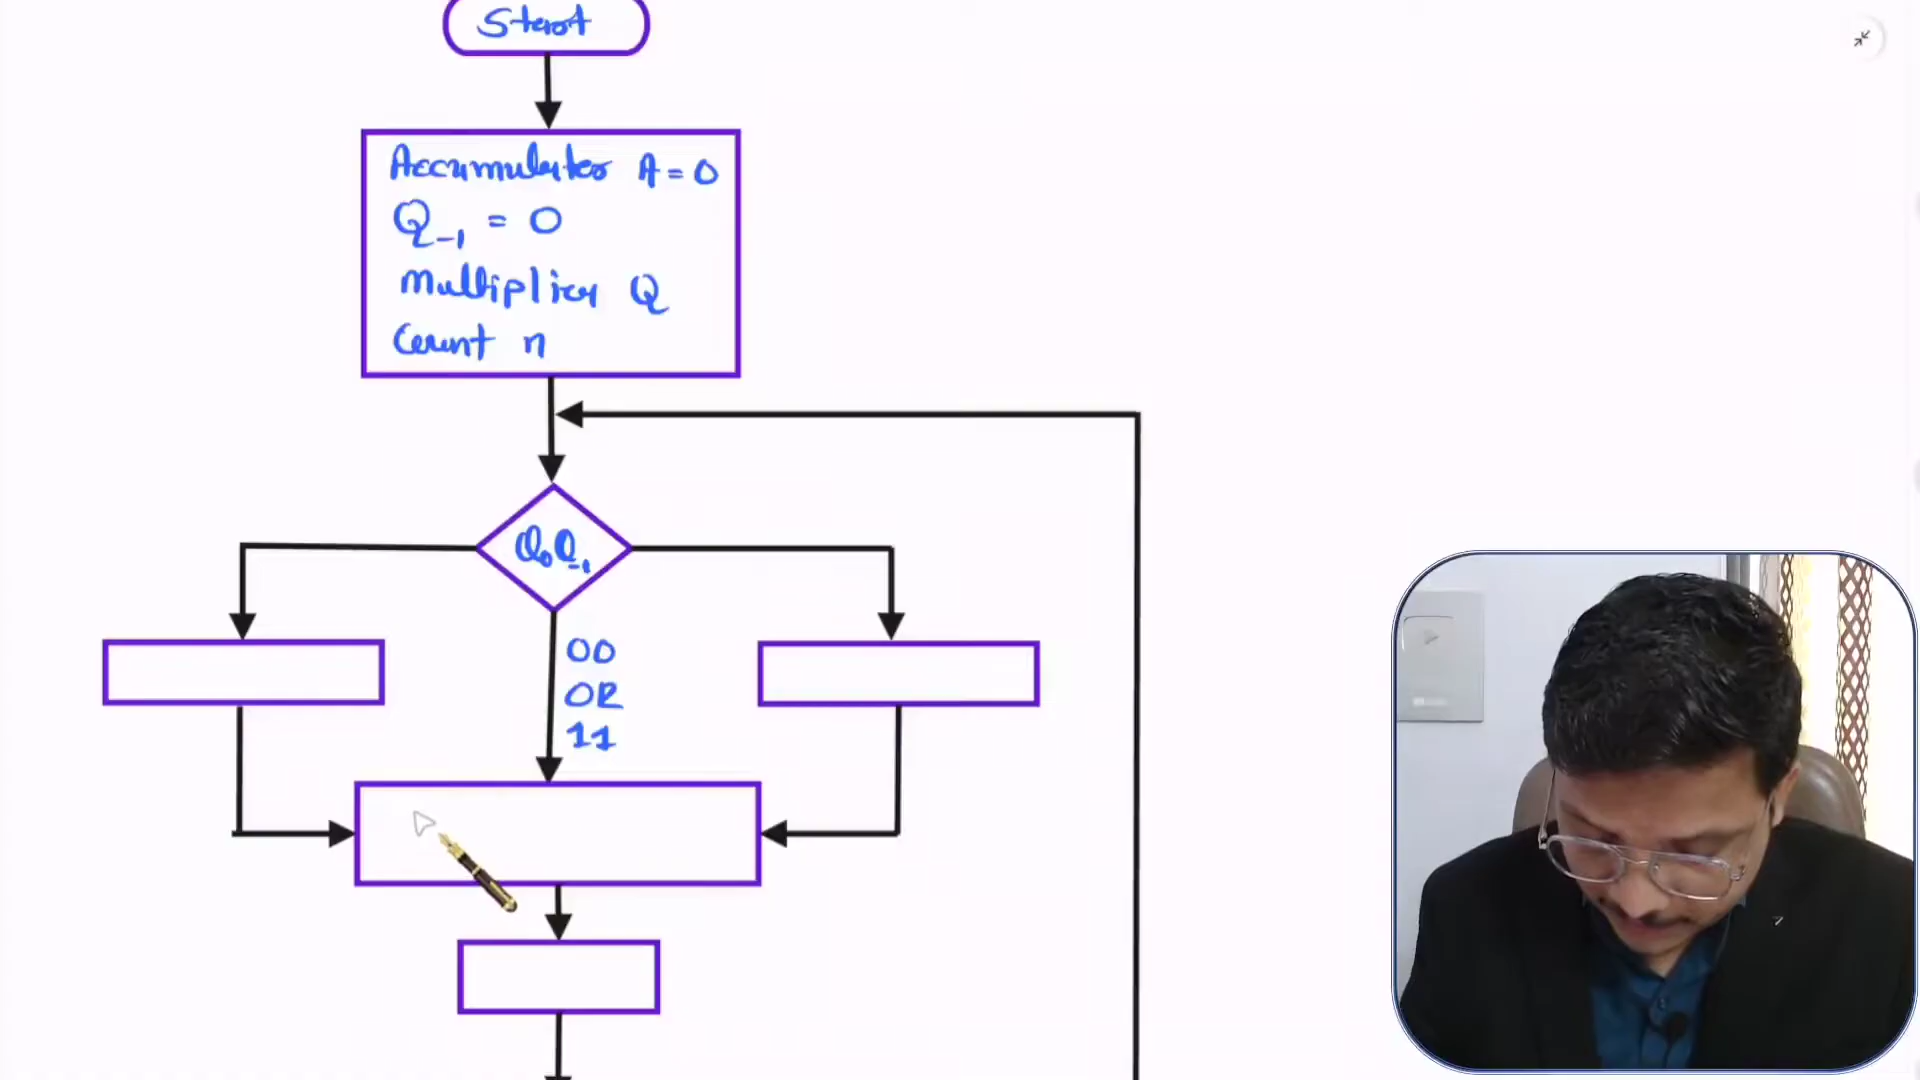 Start
Accumulator A = 0
Q-1 = 0
Multiplier Q
Count n
Q0Q-1
00
OR
11